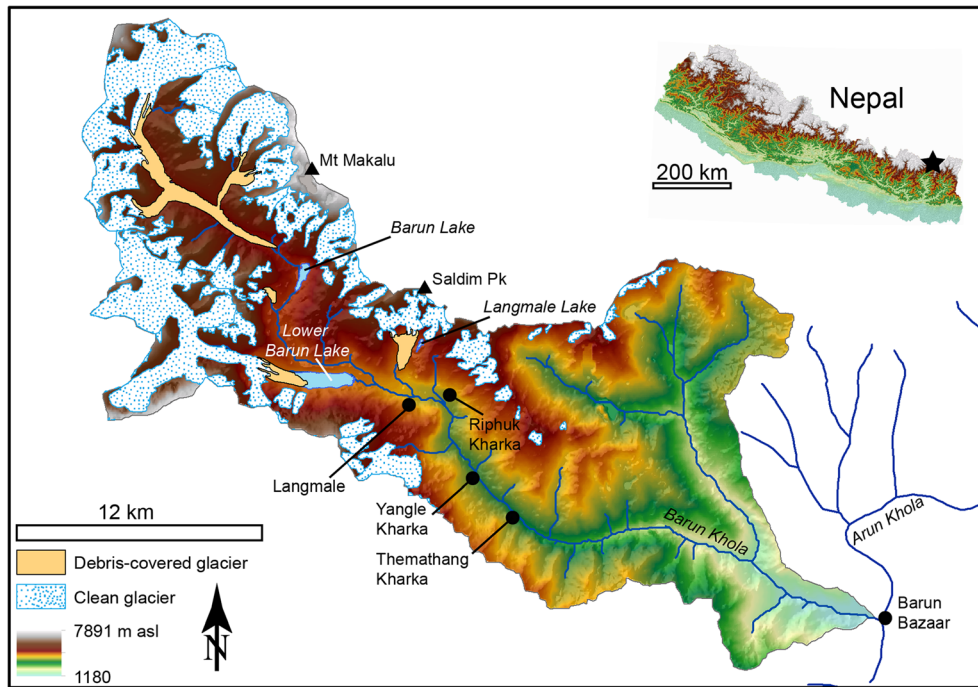 Nepal
200 km
Mt Makalu
Barun Lake
Saldim Pk
Langmale Lake
Lower
Barun Lake
Riphuk
Kharka
Langmale
Yangle
Kharka
Themathang
Kharka
Barun Khola
Arun Khola
Barun
Bazaar
12 km
Debris-covered glacier
Clean glacier
7891 m asl
1180
N